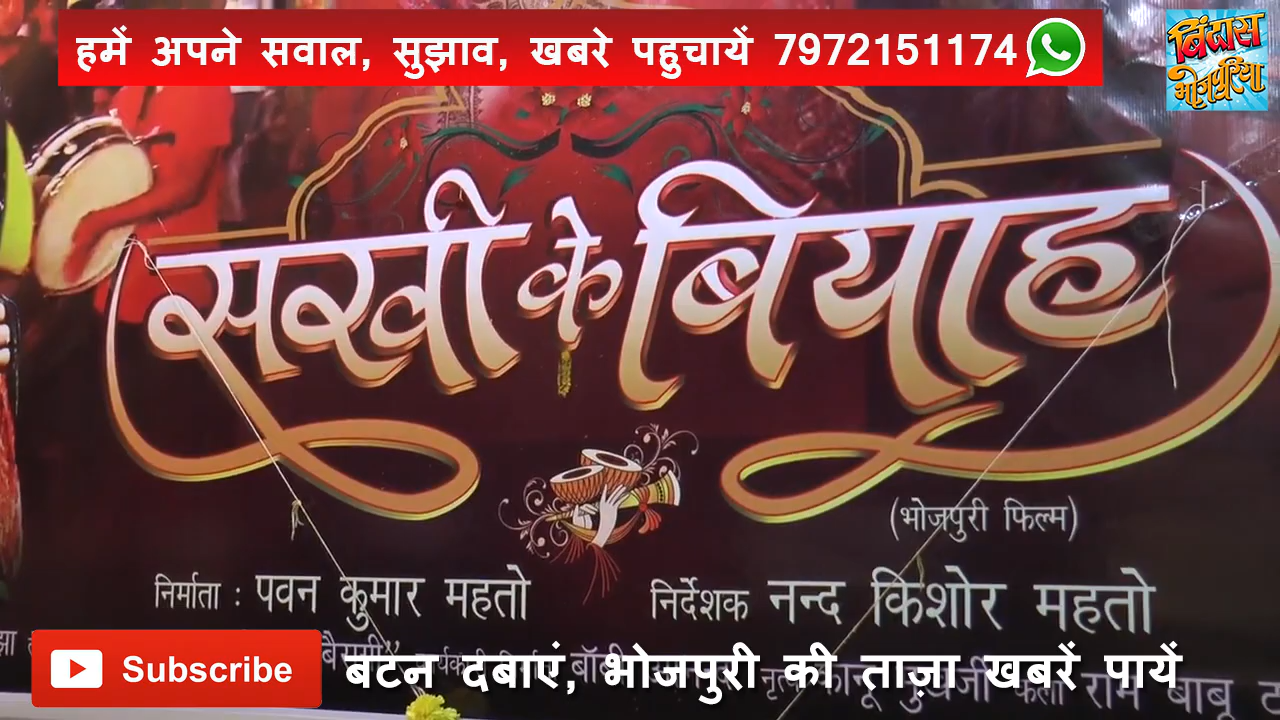 हमें अपने सवाल, सुझाव, खबरे पहुचायें 7972151174
बिंदास
भोजपुरिया
सखी के बियाह
(भोजपुरी फिल्म)
निर्माता : पवन कुमार महतो
निर्देशक नन्द किशोर महतो
राम बाबू
Subscribe
बटन दबाएं, भोजपुरी की ताज़ा खबरें पायें